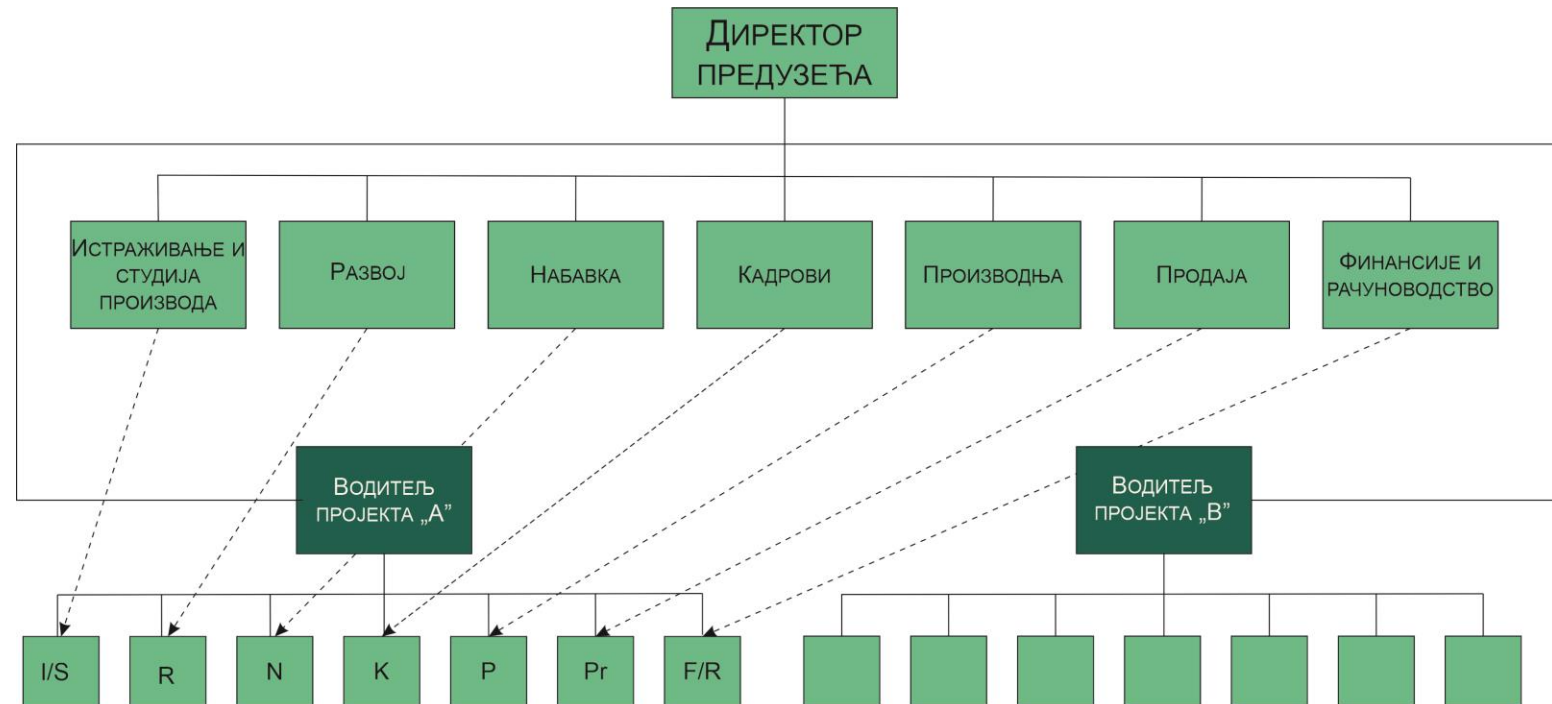 Директор
предузећа
Истраживање и
студија
производа
Развој
Набавка
Кадрови
Производња
Продаја
Финансије и
рачуноводство
Водитељ
пројекта „А”
Водитељ
пројекта „В”
I/S
R
N
K
P
Pr
F/R